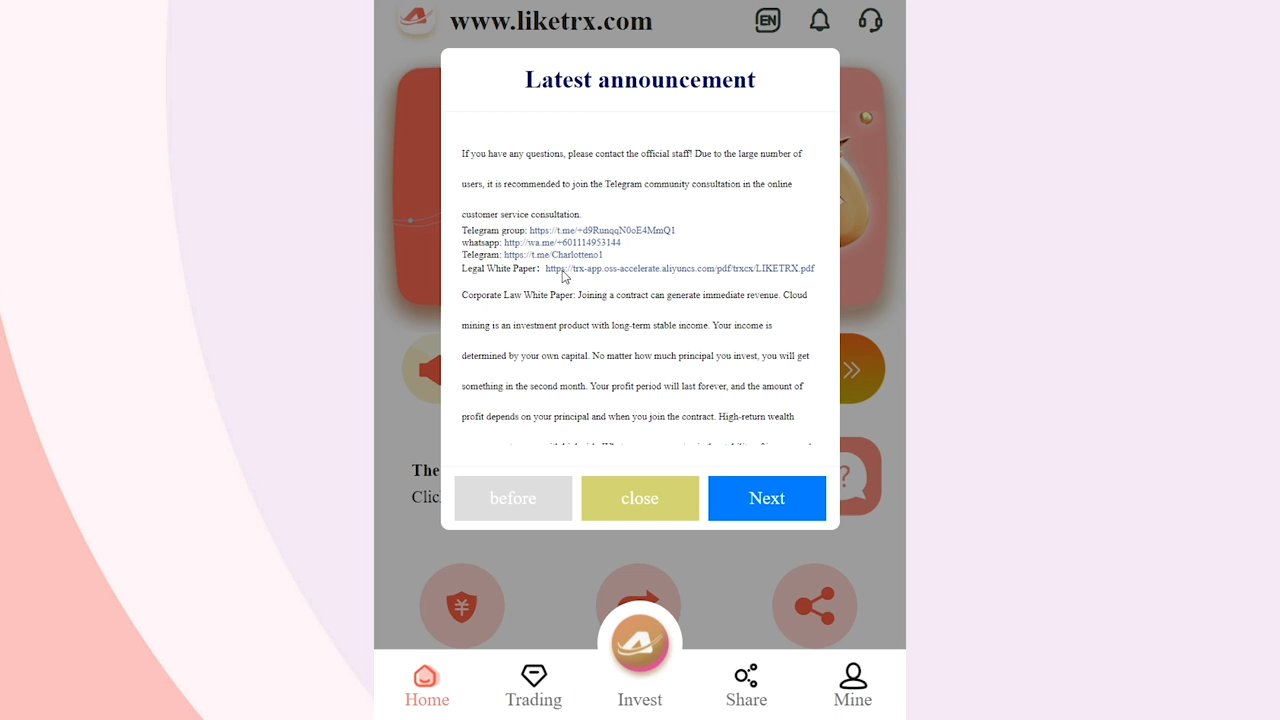 www.liketrx.com
EN
Latest announcement
If you have any questions, please contact the official staff! Due to the large number of
users, it is recommended to join the Telegram community consultation in the online
customer service consultation.
Telegram group: https://t.me/+d9RunqqN0oE4MmQ1
whatsapp: http://wa.me/+601114953144
Telegram: https://t.me/Charlotteno1
Legal White Paper：https://trx-app.oss-accelerate.aliyuncs.com/pdf/trxcx/LIKETRX.pdf
Corporate Law White Paper: Joining a contract can generate immediate revenue. Cloud
mining is an investment product with long-term stable income. Your income is
determined by your own capital. No matter how much principal you invest, you will get
something in the second month. Your profit period will last forever, and the amount of
profit depends on your principal and when you join the contract. High-return wealth
The
Clic
before
close
Next
Home
Trading
Invest
Share
Mine